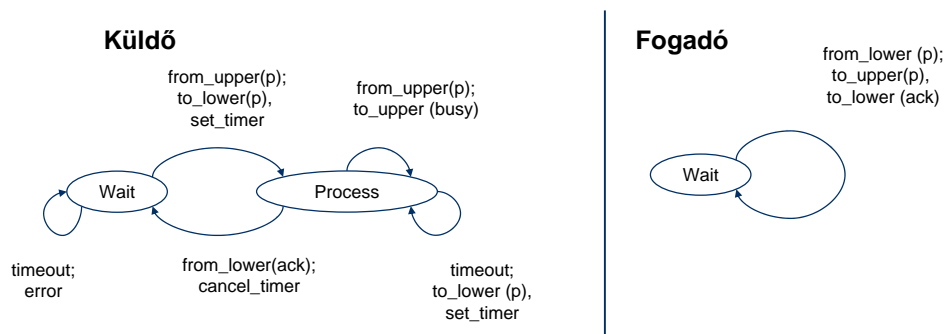 Küldő
from_upper(p);
to_lower(p),
set_timer
from_upper(p);
to_upper (busy)
Wait
Process
timeout;
error
from_lower(ack);
cancel_timer
timeout;
to_lower (p),
set_timer
Fogadó
from_lower (p);
to_upper(p),
to_lower (ack)
Wait